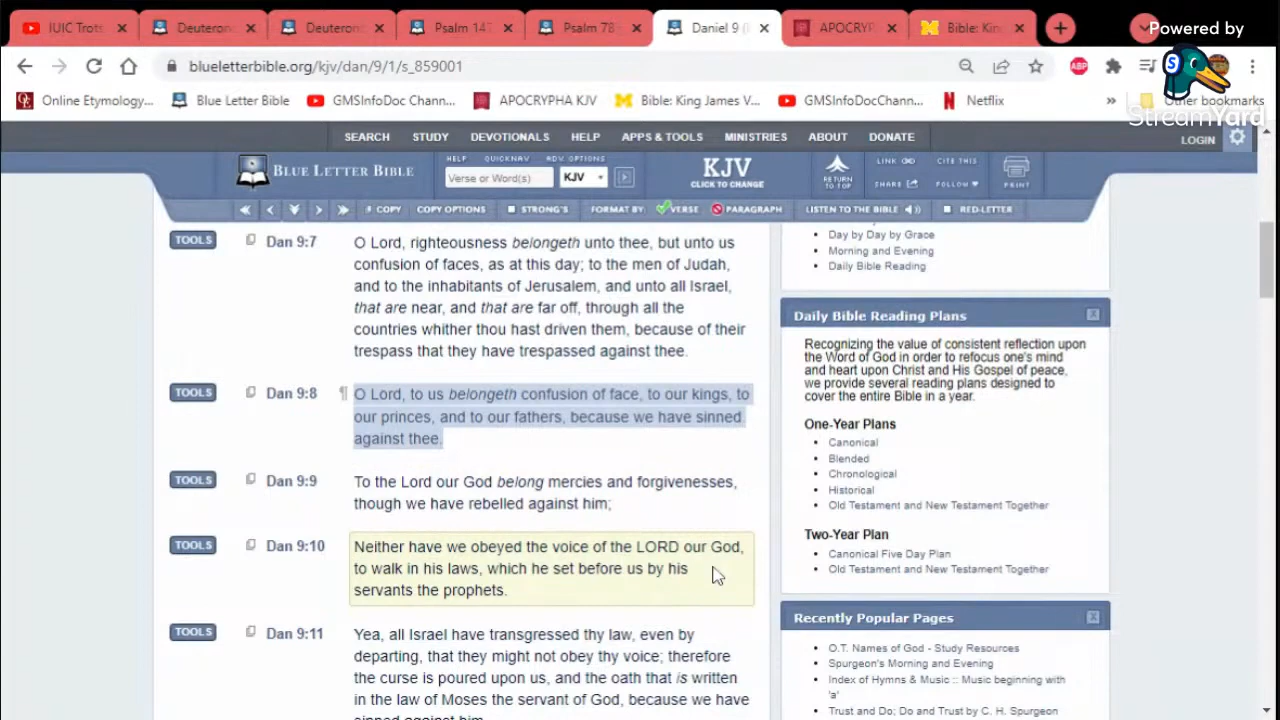 IUIC Trots
Deuteron
Deuteron
Psalm 147
Psalm 78
Daniel 9 (
APOCRYP
Bible: Kin
Powered by
S
StreamYard
blueletterbible.org/kjv/dan/9/1/s_859001
ABP
Online Etymology...
Blue Letter Bible
GMSInfoDoc Chann...
APOCRYPHA KJV
Bible: King James V...
GMSInfoDoc Chann...
Netflix
»
Other bookmarks
SEARCH STUDY DEVOTIONALS HELP APPS & TOOLS MINISTRIES ABOUT DONATE
LOGIN
BLUE LETTER BIBLE
HELP QUICKNAV ADV. OPTIONS
Verse or Word(s)
KJV
KJV
CLICK TO CHANGE
RETURN
TO TOP
LINK
CITE THIS
SHARE
FOLLOW
PRINT
COPY COPY OPTIONS STRONG'S FORMAT BY VERSE PARAGRAPH LISTEN TO THE BIBLE RED-LETTER
TOOLS
Dan 9:7
O Lord, righteousness belongeth unto thee, but unto us
confusion of faces, as at this day; to the men of Judah,
and to the inhabitants of Jerusalem, and unto all Israel,
that are near, and that are far off, through all the
countries whither thou hast driven them, because of their
trespass that they have trespassed against thee.
TOOLS
Dan 9:8
¶ O Lord, to us belongeth confusion of face, to our kings, to
our princes, and to our fathers, because we have sinned
against thee.
TOOLS
Dan 9:9
To the Lord our God belong mercies and forgivenesses,
though we have rebelled against him;
TOOLS
Dan 9:10
Neither have we obeyed the voice of the LORD our God,
to walk in his laws, which he set before us by his
servants the prophets.
TOOLS
Dan 9:11
Yea, all Israel have transgressed thy law, even by
departing, that they might not obey thy voice; therefore
the curse is poured upon us, and the oath that is written
in the law of Moses the servant of God, because we have
sinned against him.
Day by Day by Grace
Morning and Evening
Daily Bible Reading
Daily Bible Reading Plans
Recognizing the value of consistent reflection upon
the Word of God in order to refocus one's mind
and heart upon Christ and His Gospel of peace,
we provide several reading plans designed to
cover the entire Bible in a year.
One-Year Plans
Canonical
Blended
Chronological
Historical
Old Testament and New Testament Together
Two-Year Plan
Canonical Five Day Plan
Old Testament and New Testament Together
Recently Popular Pages
O.T. Names of God - Study Resources
Spurgeon's Morning and Evening
Index of Hymns & Music :: Music beginning with
'a'
Trust and Do; Do and Trust by C. H. Spurgeon